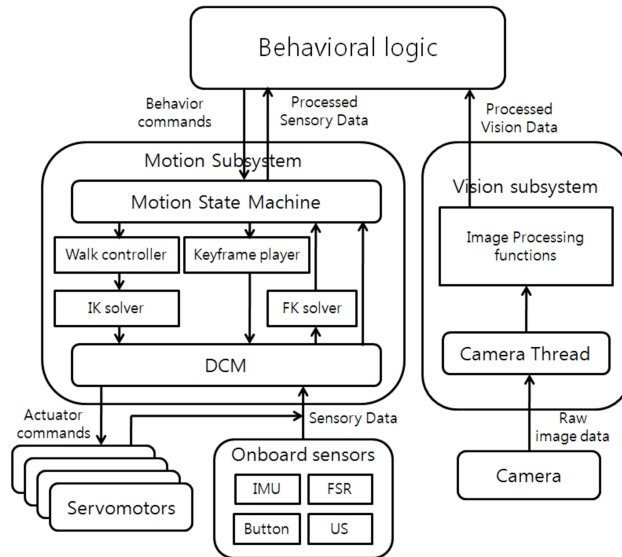 Behavioral logic
Behavior
commands
Processed
Sensory Data
Processed
Vision Data
Motion Subsystem
Motion State Machine
Walk controller
Keyframe player
IK solver
FK solver
DCM
Vision subsystem
Image Processing
functions
Camera Thread
Actuator
commands
Sensory Data
Raw
image data
Servomotors
Onboard sensors
IMU
FSR
Button
US
Camera